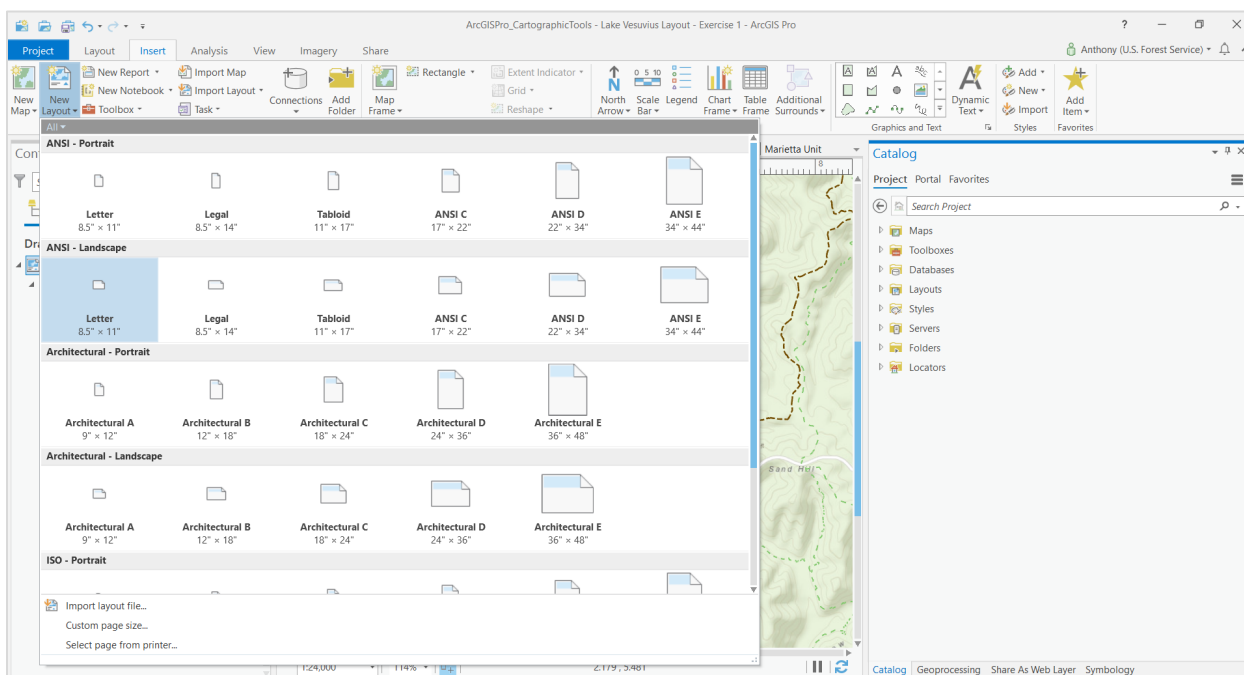 ArcGISPro_CartographicTools - Lake Vesuvius Layout - Exercise 1 - ArcGIS Pro
?
Project Layout Insert Analysis View Imagery Share
Anthony (U.S. Forest Service)
New Report Import Map Rectangle Extent Indicator 0 5 10 A A
New Notebook Import Layout Grid N Add
Toolbox Task Reshape New
New Map New Layout Connections Add Folder Map Frame North Arrow Scale Bar Legend Chart Frame Table Frame Additional Surrounds Dynamic Text Import Add Item
Graphics and Text Styles Favorites
All
ANSI - Portrait
Letter Legal Tabloid ANSI C ANSI D ANSI E
8.5" × 11" 8.5" × 14" 11" × 17" 17" × 22" 22" × 34" 34" × 44"
ANSI - Landscape
Letter Legal Tabloid ANSI C ANSI D ANSI E
8.5" × 11" 8.5" × 14" 11" × 17" 17" × 22" 22" × 34" 34" × 44"
Architectural - Portrait
Architectural A Architectural B Architectural C Architectural D Architectural E
9" × 12" 12" × 18" 18" × 24" 24" × 36" 36" × 48"
Architectural - Landscape
Architectural A Architectural B Architectural C Architectural D Architectural E
9" × 12" 12" × 18" 18" × 24" 24" × 36" 36" × 48"
ISO - Portrait
Import layout file...
Custom page size...
Select page from printer...
Con
Dra
Marietta Unit
8
Sand Hill
1:24,000 114% 2.179 , 5.481
Catalog
Project Portal Favorites
Search Project
Maps
Toolboxes
Databases
Layouts
Styles
Servers
Folders
Locators
Catalog Geoprocessing Share As Web Layer Symbology